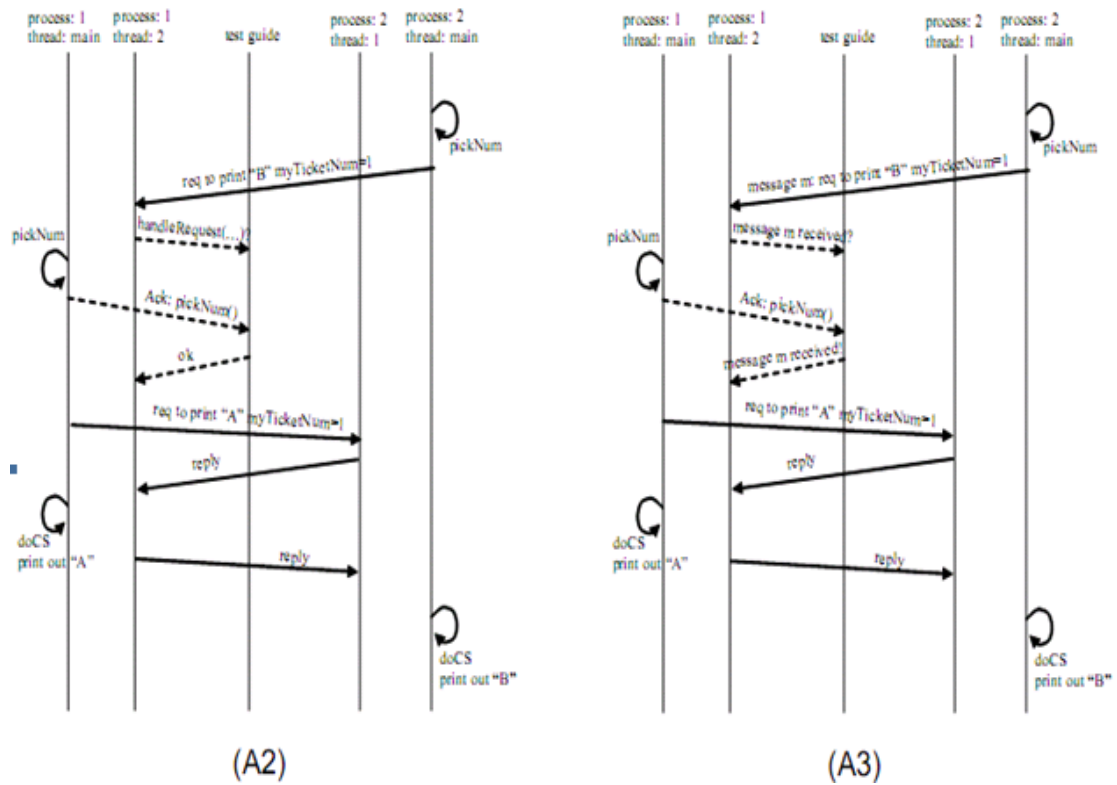 process: 1
thread: main
process: 1
thread: 2
test guide
process: 2
thread: 1
process: 2
thread: main
pickNum
req to print “B” myTicketNum=1
handleRequest(...)?
pickNum
Ack: pickNum()
ok
req to print “A” myTicketNum=1
reply
doCS
print out “A”
reply
doCS
print out “B”
(A2)
process: 1
thread: main
process: 1
thread: 2
test guide
process: 2
thread: 1
process: 2
thread: main
pickNum
message m: req to print “B” myTicketNum=1
message m received?
pickNum
Ack: pickNum()
message m received!
req to print “A” myTicketNum=1
reply
doCS
print out “A”
reply
doCS
print out “B”
(A3)